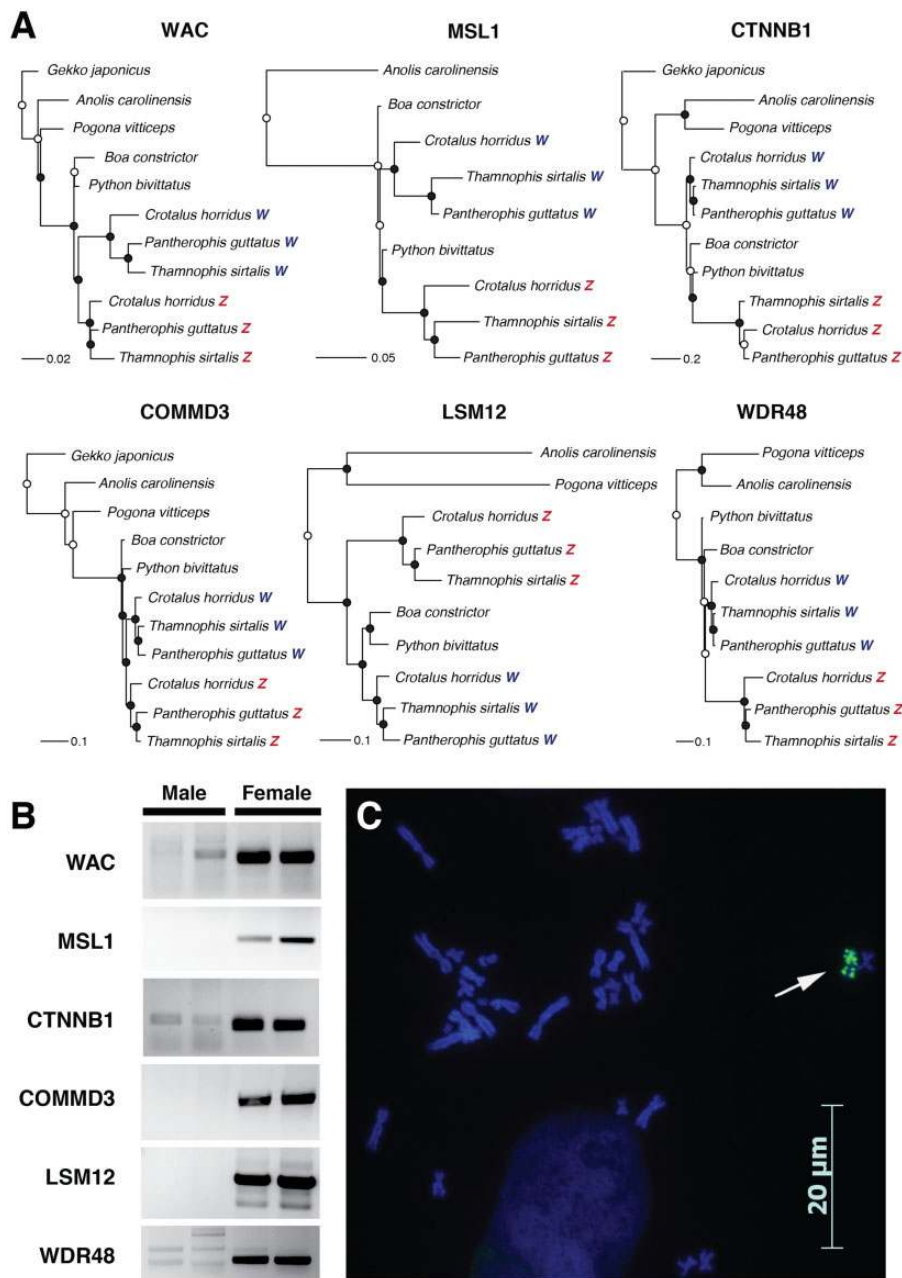 A
WAC
Gekko japonicus
Anolis carolinensis
Pogona vitticeps
Boa constrictor
Python bivittatus
Crotalus horridus W
Pantherophis guttatus W
Thamnophis sirtalis W
Crotalus horridus Z
Pantherophis guttatus Z
Thamnophis sirtalis Z
0.02
MSL1
Anolis carolinensis
Boa constrictor
Crotalus horridus W
Thamnophis sirtalis W
Pantherophis guttatus W
Python bivittatus
Crotalus horridus Z
Thamnophis sirtalis Z
Pantherophis guttatus Z
0.05
CTNNB1
Gekko japonicus
Anolis carolinensis
Pogona vitticeps
Crotalus horridus W
Thamnophis sirtalis W
Pantherophis guttatus W
Boa constrictor
Python bivittatus
Thamnophis sirtalis Z
Crotalus horridus Z
Pantherophis guttatus Z
0.2
COMMD3
Gekko japonicus
Anolis carolinensis
Pogona vitticeps
Boa constrictor
Python bivittatus
Crotalus horridus W
Thamnophis sirtalis W
Pantherophis guttatus W
Crotalus horridus Z
Pantherophis guttatus Z
Thamnophis sirtalis Z
0.1
LSM12
Anolis carolinensis
Pogona vitticeps
Crotalus horridus Z
Pantherophis guttatus Z
Thamnophis sirtalis Z
Boa constrictor
Python bivittatus
Crotalus horridus W
Thamnophis sirtalis W
Pantherophis guttatus W
0.1
WDR48
Pogona vitticeps
Anolis carolinensis
Python bivittatus
Boa constrictor
Crotalus horridus W
Thamnophis sirtalis W
Pantherophis guttatus W
Crotalus horridus Z
Pantherophis guttatus Z
Thamnophis sirtalis Z
0.1
B
Male Female
WAC
MSL1
CTNNB1
COMMD3
LSM12
WDR48
C
20 μm